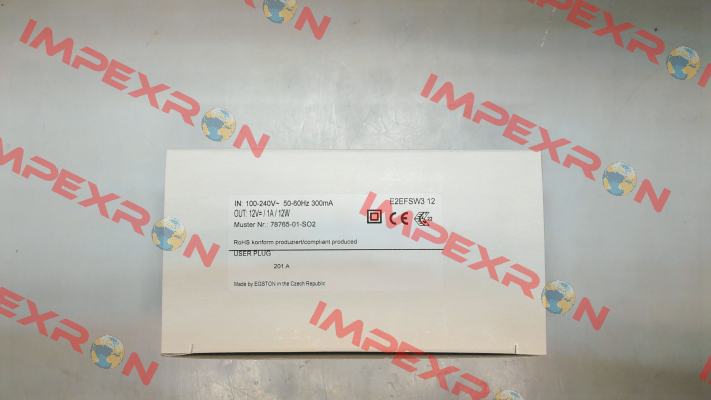 IN: 100-240V~ 50-60Hz 300mA
E2EFSW3 12
OUT: 12V= / 1A / 12W
Muster Nr.: 78765-01-SO2
CE
RoHS konform produziert/compliant produced
USER PLUG
201 A
Made by EGSTON in the Czech Republic
IMPEXRON
IMPEXRON
IMPEXRON
IMPEXRON
IMPEXRON
IMPEXRON
IMPEXRON